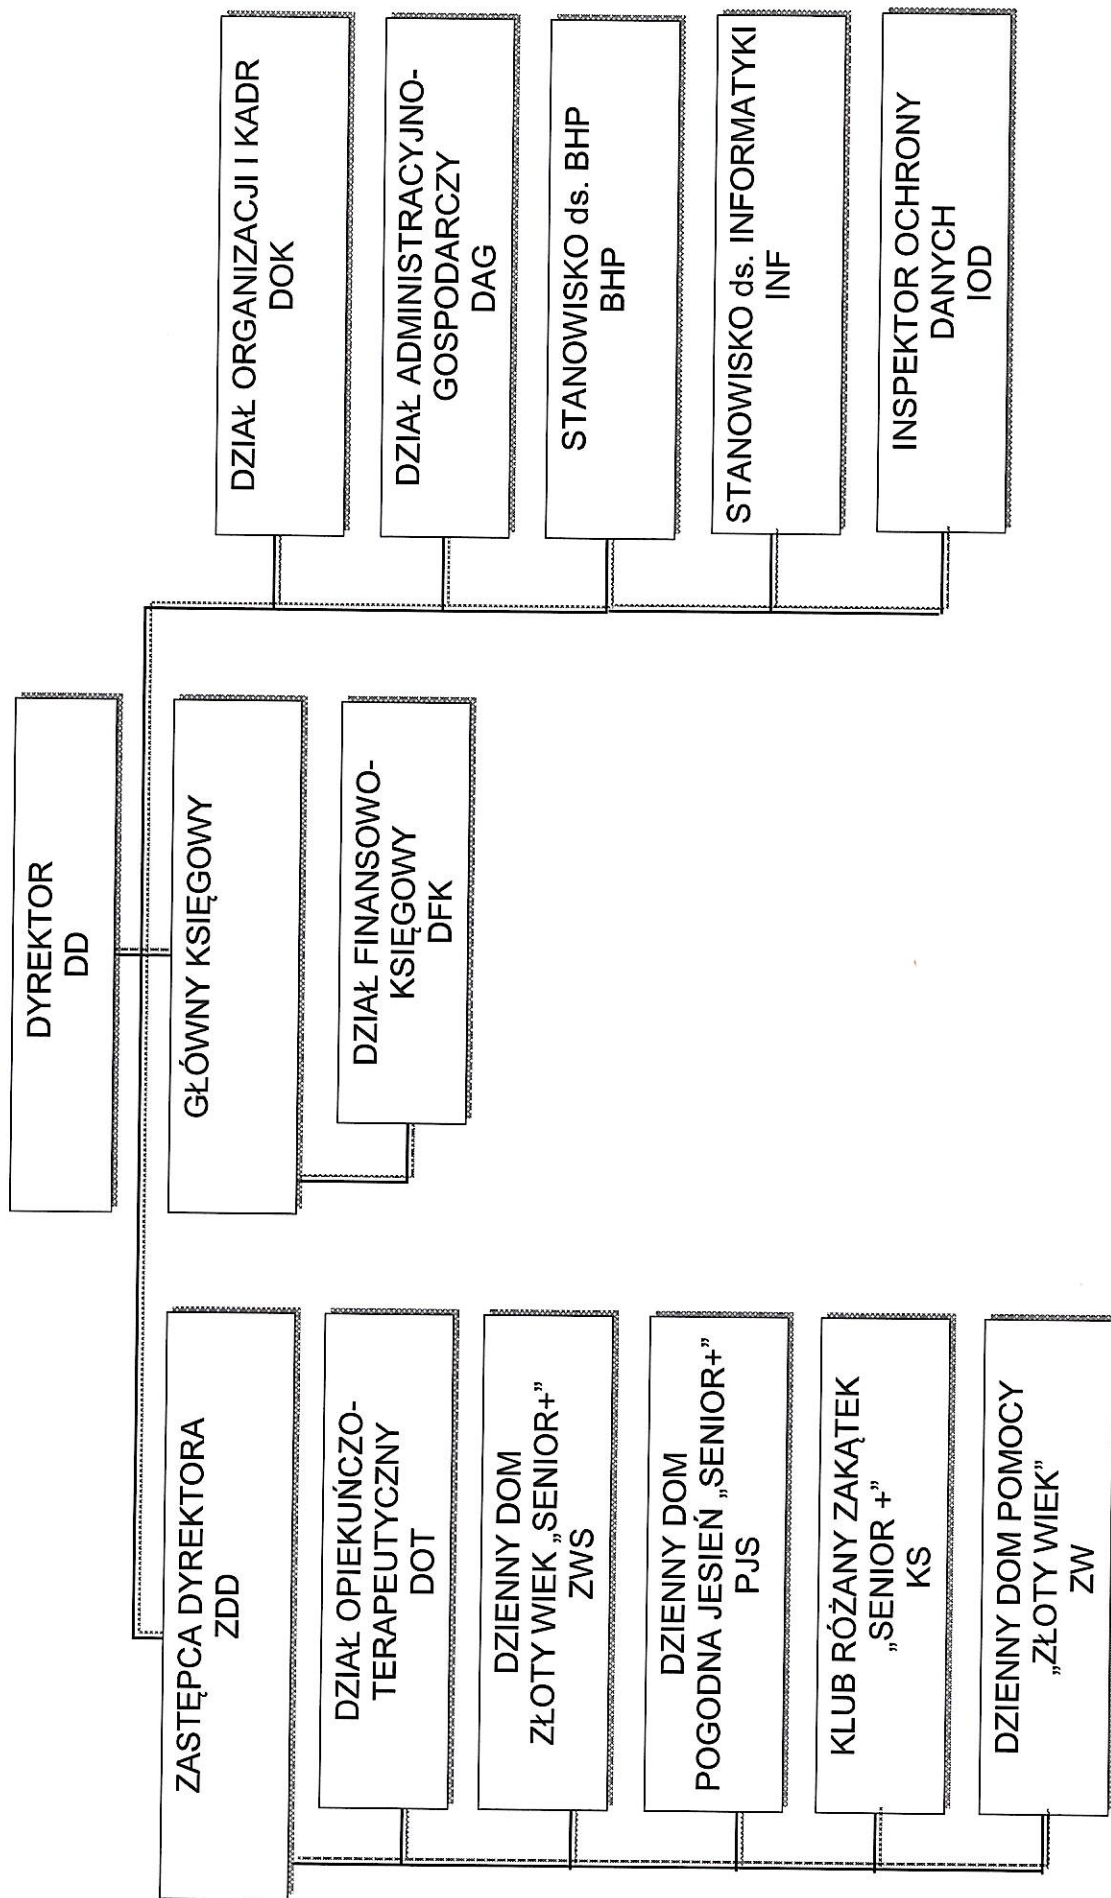 DYREKTOR
DD
ZASTĘPCA DYREKTORA
ZDD
DZIAŁ OPIEKUŃCZO-
TERAPEUTYCZNY
DOT
DZIENNY DOM
ZŁOTY WIEK „SENIOR+”
ZWS
DZIENNY DOM
POGODNA JESIEŃ „SENIOR+”
PJS
KLUB RÓŻANY ZAKĄTEK
„SENIOR +”
KS
DZIENNY DOM POMOCY
„ZŁOTY WIEK”
ZW
GŁÓWNY KSIĘGOWY
DZIAŁ FINANSOWO-
KSIĘGOWY
DFK
DZIAŁ ORGANIZACJI I KADR
DOK
DZIAŁ ADMINISTRACYJNO-
GOSPODARCZY
DAG
STANOWISKO ds. BHP
BHP
STANOWISKO ds. INFORMATYKI
INF
INSPEKTOR OCHRONY
DANYCH
IOD